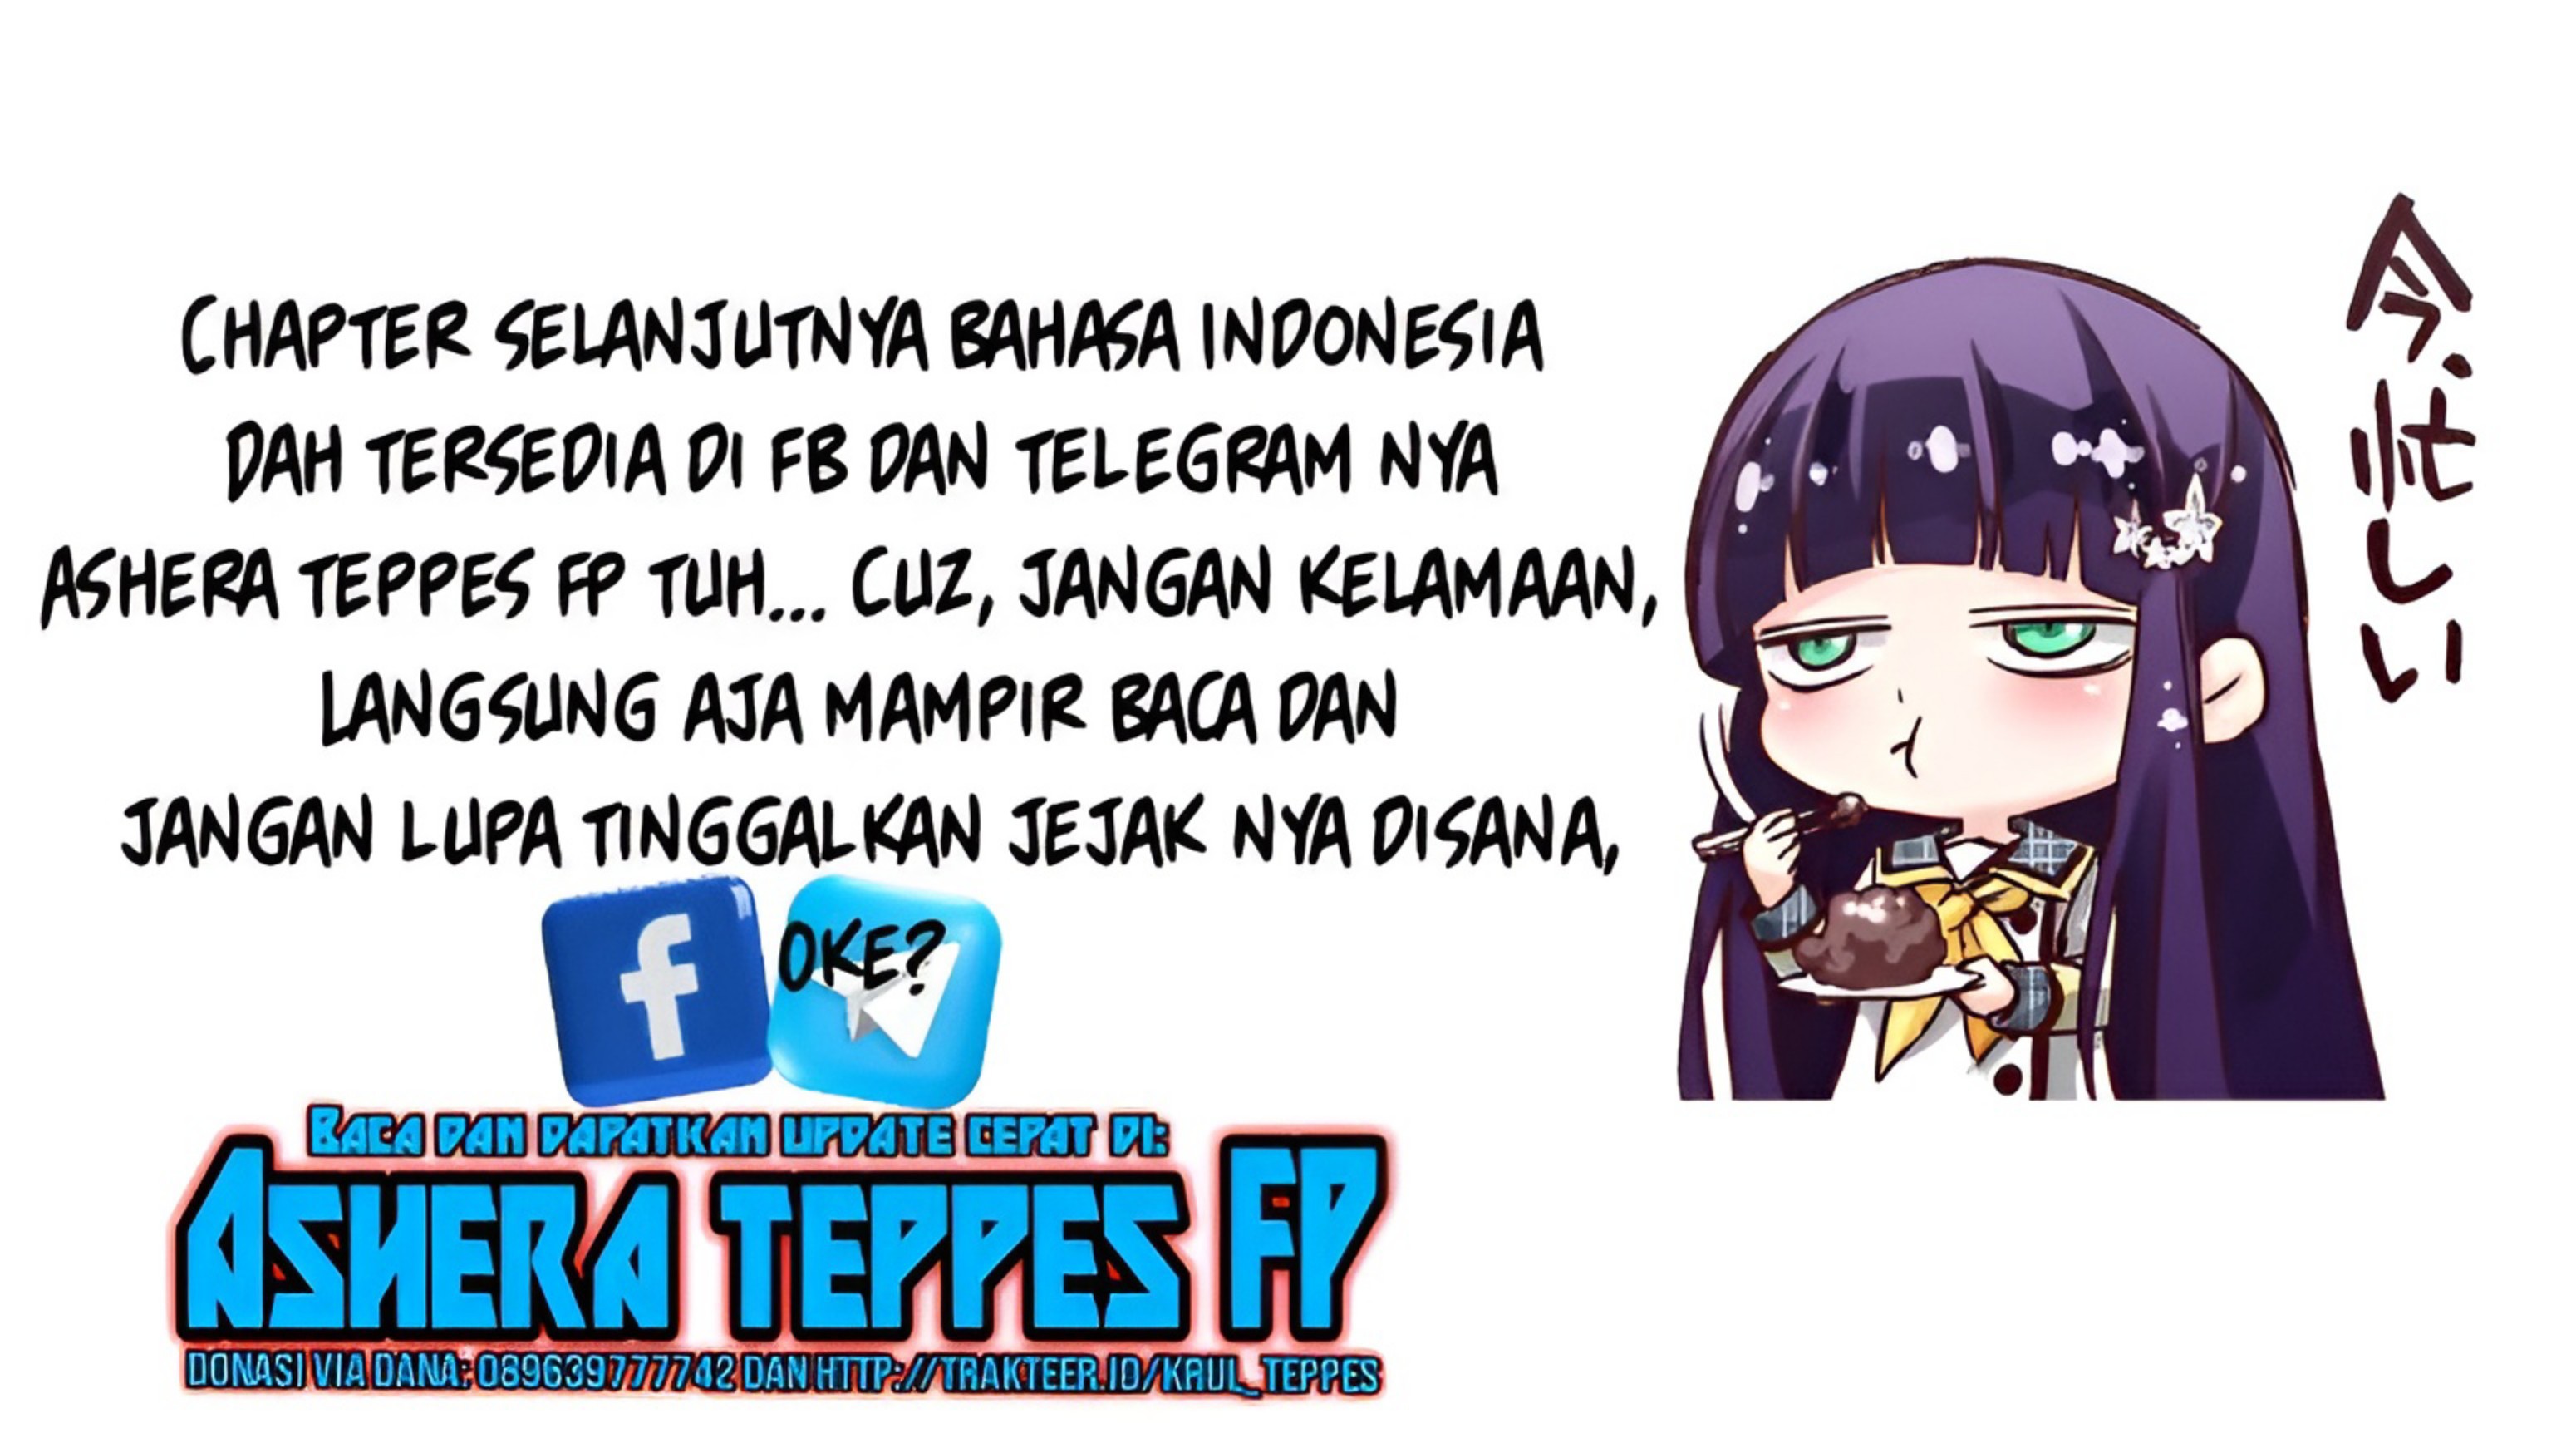 CHAPTER SELANJUTNYA BAHASA INDONESIA
DAH TERSEDIA DI FB DAN TELEGRAM NYA
ASHERA TEPPES FP TUH... CUZ, JANGAN KELAMAAN,
LANGSUNG AJA MAMPIR BACA DAN
JANGAN LUPA TINGGALKAN JEJAK NYA DISANA,
OKE?
今、忙しい
BACA DAN DAPATKAN UPDATE CEPAT DI:
ASHERA TEPPES FP
DONASI VIA DANA: 089639777742 DAN HTTP://TRAKTEER.ID/KAUL_TEPPES